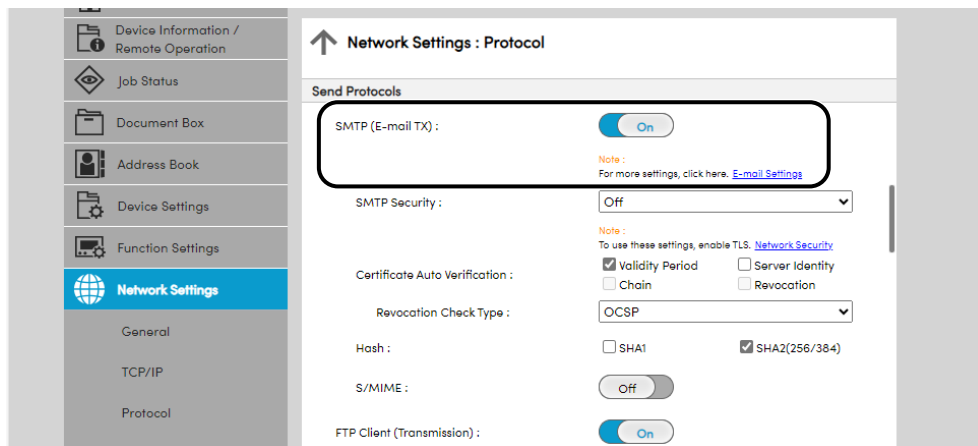 Device Information /
Remote Operation
Job Status
Document Box
Address Book
Device Settings
Function Settings
Network Settings
General
TCP/IP
Protocol
Network Settings : Protocol
Send Protocols
SMTP (E-mail TX) : On
Note :
For more settings, click here. E-mail Settings
SMTP Security : Off
Note :
To use these settings, enable TLS. Network Security
Certificate Auto Verification : Validity Period Server Identity
Chain Revocation
Revocation Check Type : OCSP
Hash : SHA1 SHA2(256/384)
S/MIME : Off
FTP Client (Transmission) : On